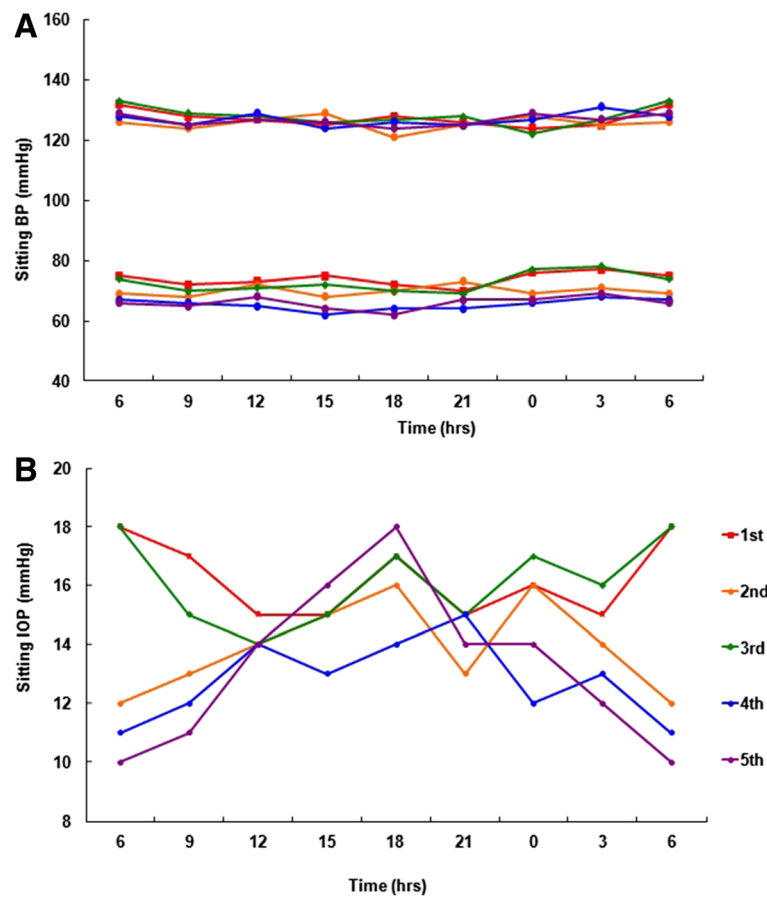 A
160
140
120
100
80
60
40
Sitting BP (mmHg)
6 9 12 15 18 21 0 3 6
Time (hrs)
B
20
18
16
14
12
10
8
Sitting IOP (mmHg)
6 9 12 15 18 21 0 3 6
Time (hrs)
1st
2nd
3rd
4th
5th